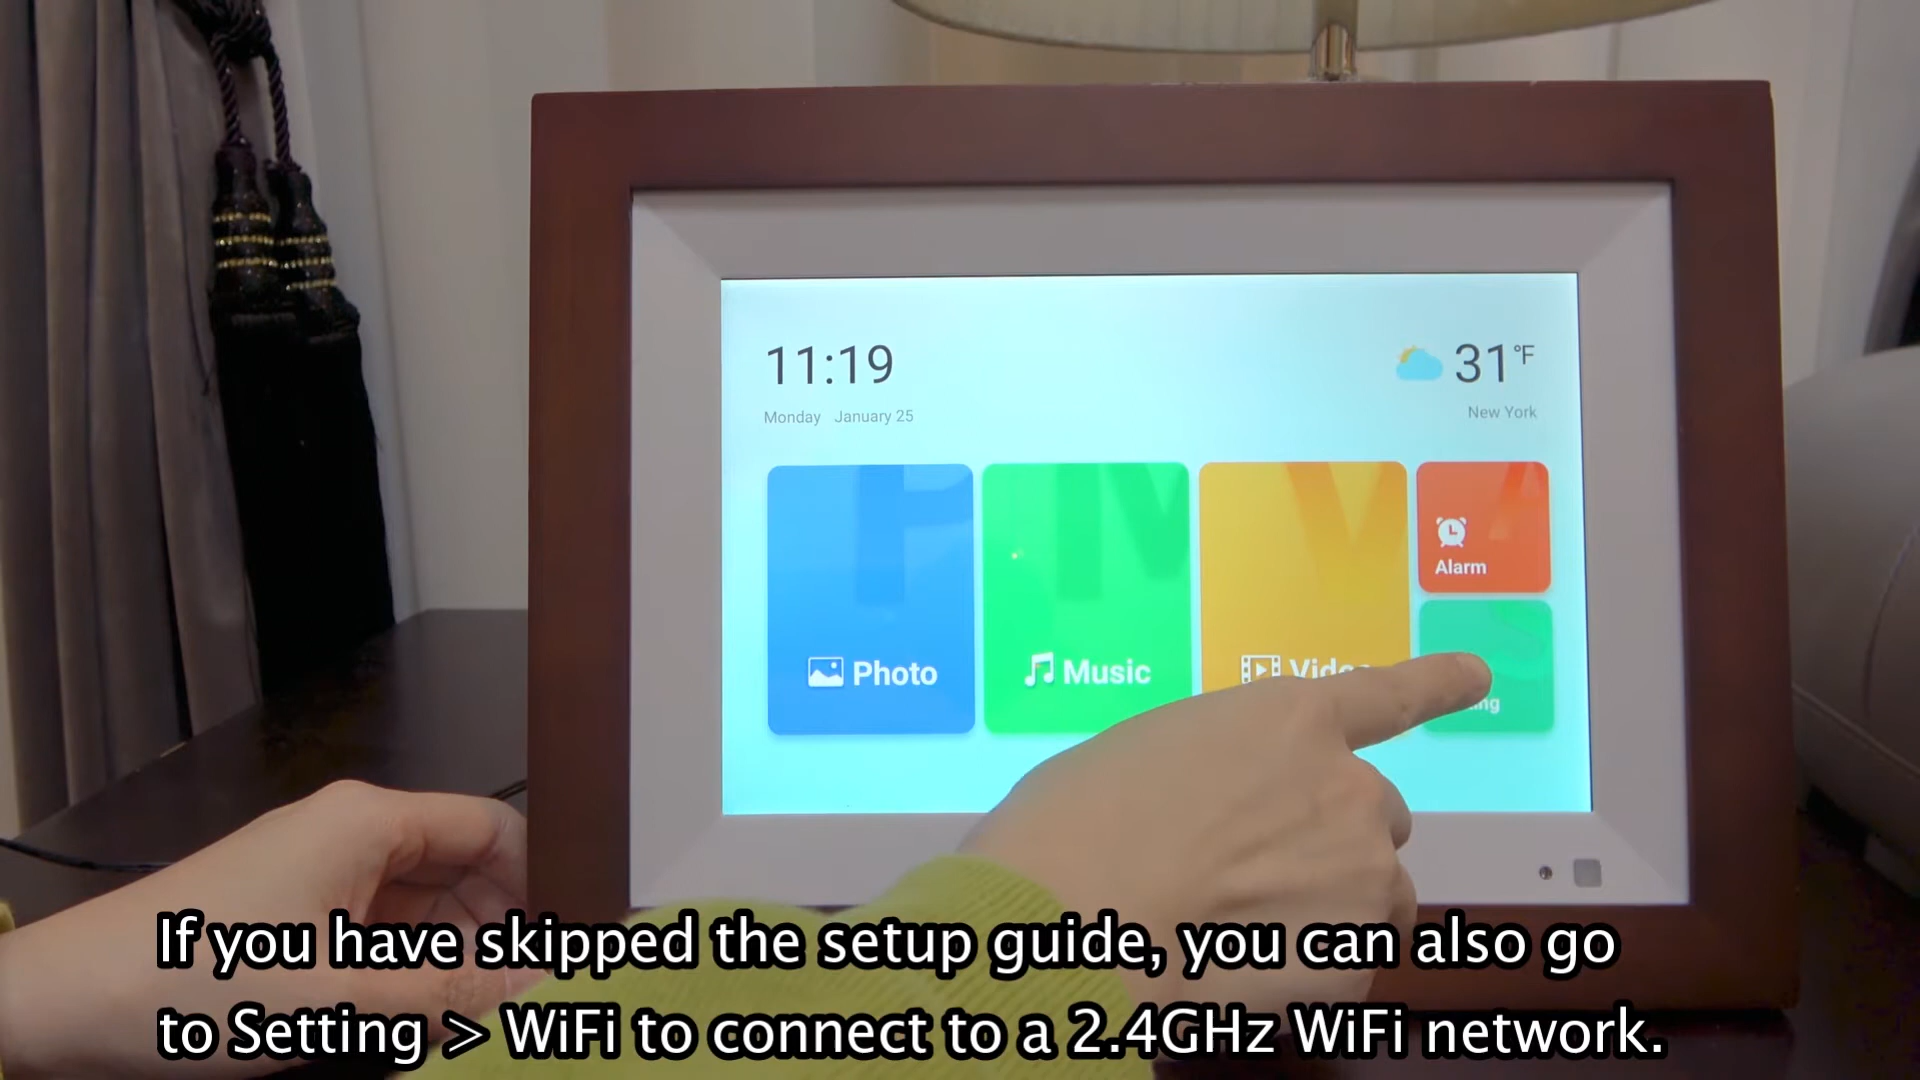 11:19
31°F
Monday January 25
New York
Photo
Music
Alarm
If you have skipped the setup guide, you can also go
to Setting > WiFi to connect to a 2.4GHz WiFi network.